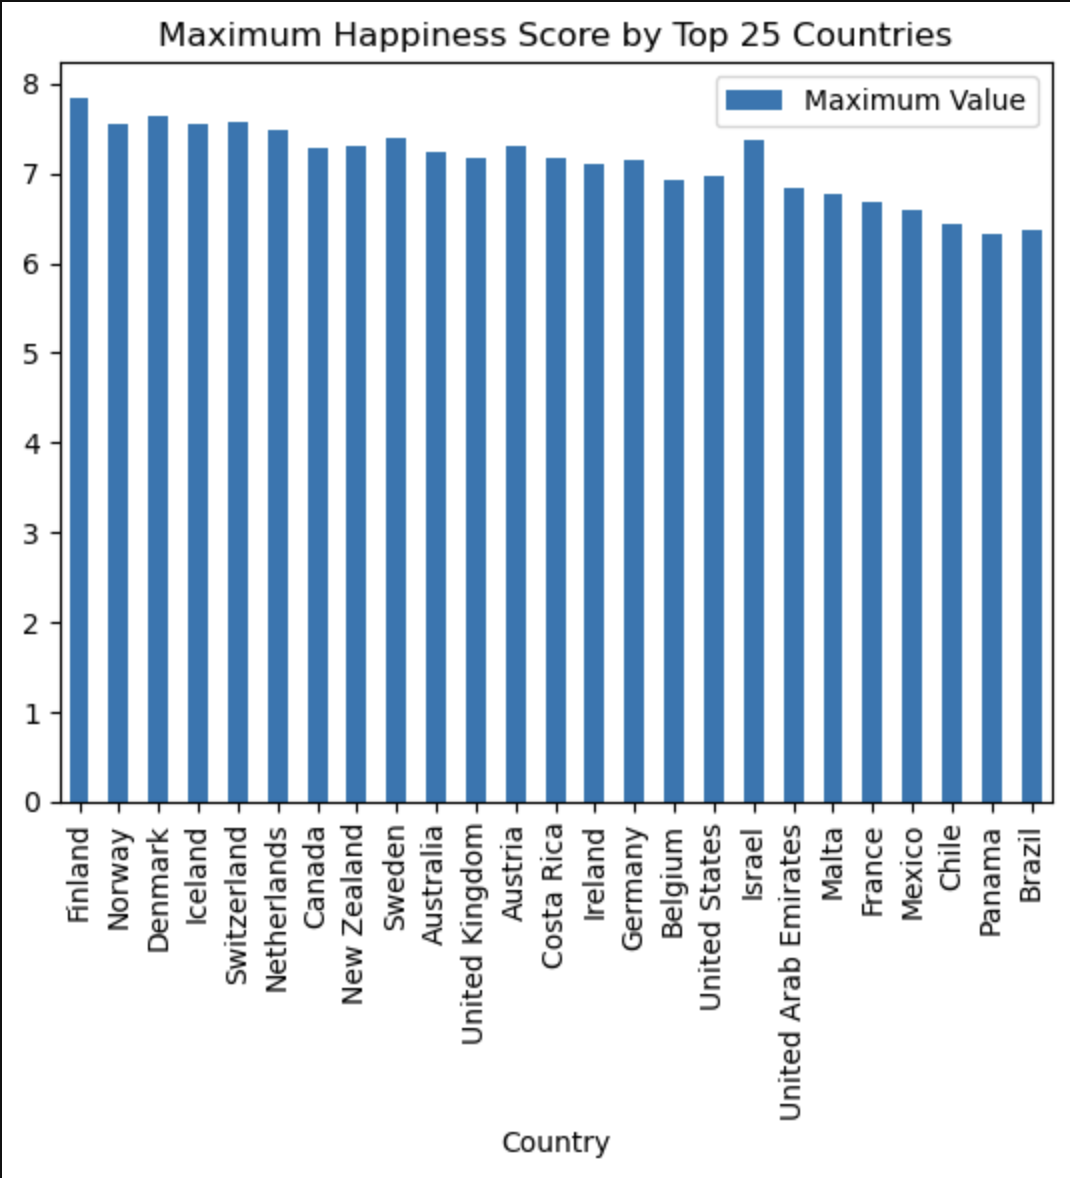 Maximum Happiness Score by Top 25 Countries
Maximum Value
8
7
6
5
4
3
2
1
0
Finland
Norway
Denmark
Iceland
Switzerland
Netherlands
Canada
New Zealand
Sweden
Australia
United Kingdom
Austria
Costa Rica
Ireland
Germany
Belgium
United States
Israel
United Arab Emirates
Malta
France
Mexico
Chile
Panama
Brazil
Country